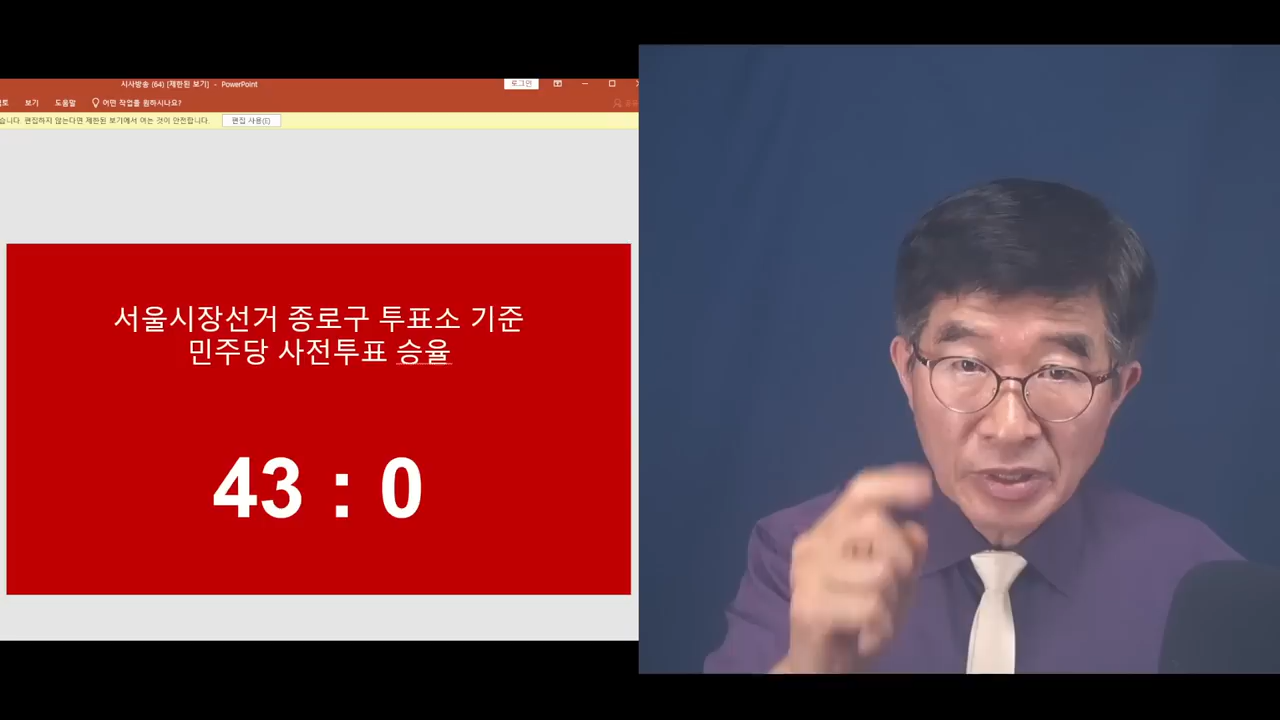 시사방송 (64) [제한된 보기] - PowerPoint
로그인
보기 도움말 어떤 작업을 원하시나요?
편집하지 않는다면 제한된 보기에서 여는 것이 안전합니다. 편집 사용(E)
서울시장선거 종로구 투표소 기준
민주당 사전투표 승율
43 : 0